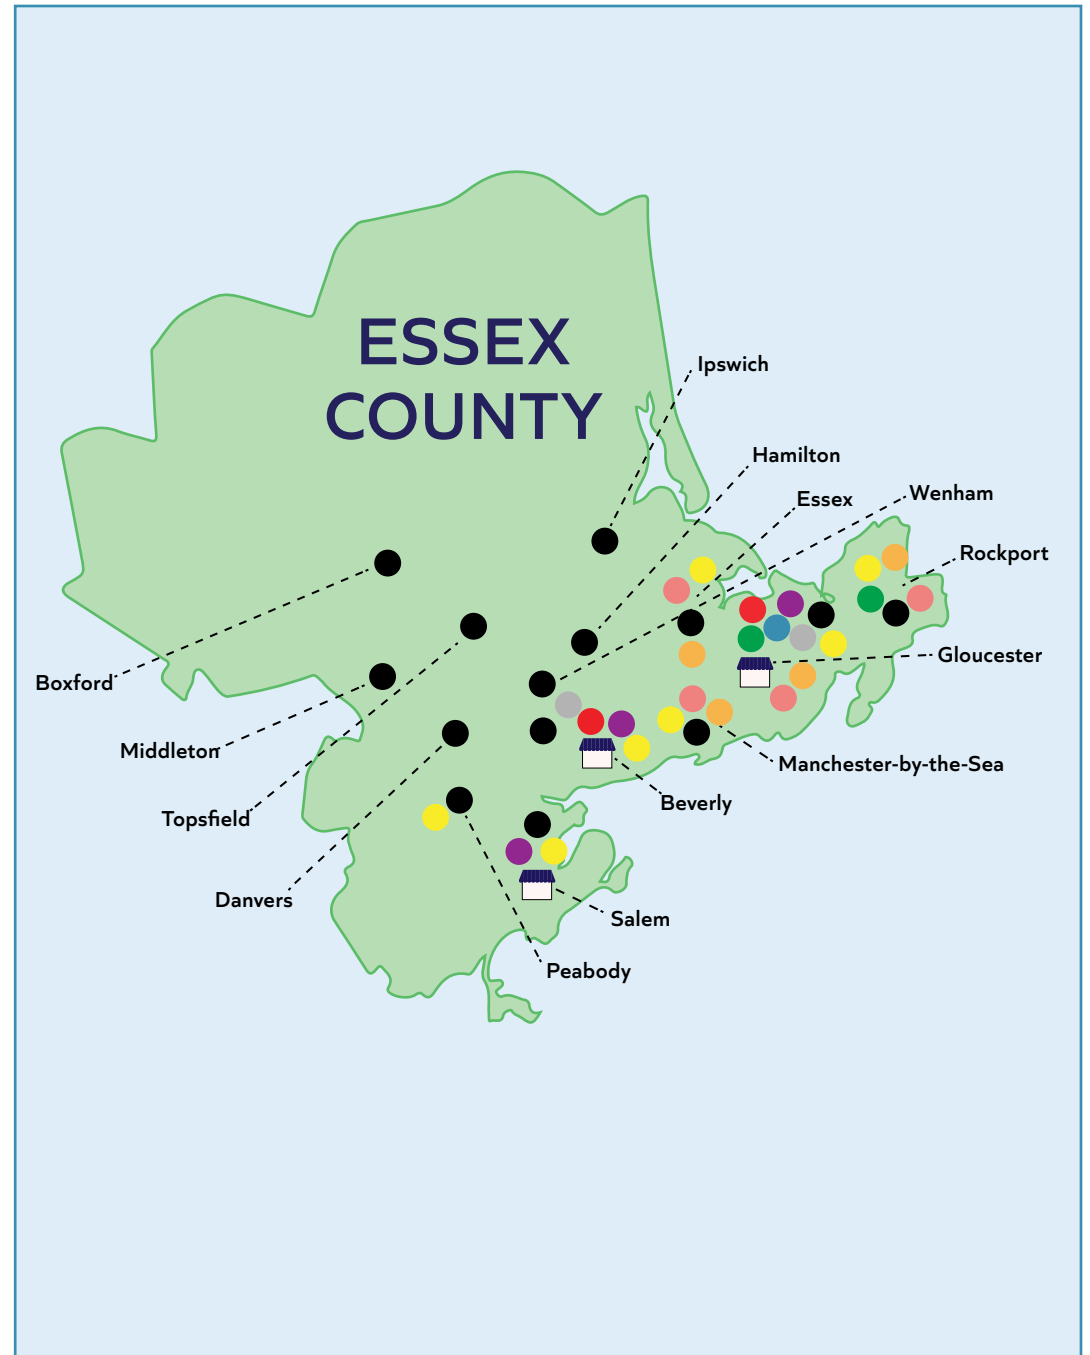 ESSEX
COUNTY
Ipswich
Hamilton
Wenham
Essex
Rockport
Gloucester
Boxford
Middleton
Manchester-by-the-Sea
Beverly
Topsfield
Danvers
Salem
Peabody